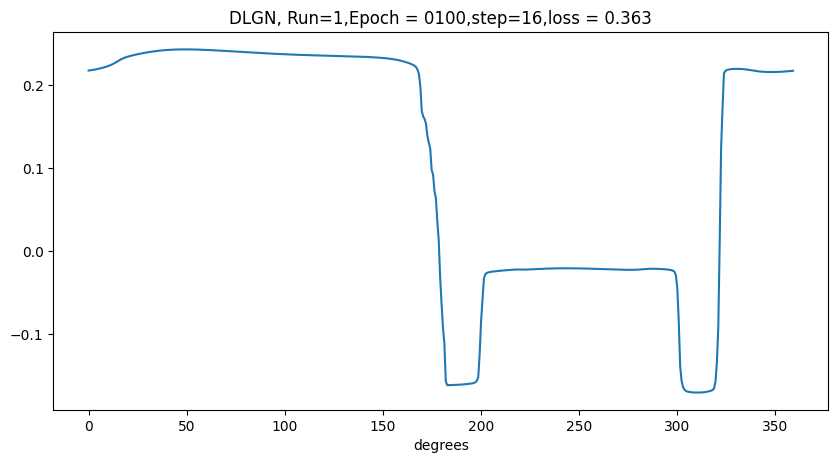 DLGN, Run=1,Epoch = 0100,step=16,loss = 0.363
0.2
0.1
0.0
−0.1
0 50 100 150 200 250 300 350
degrees